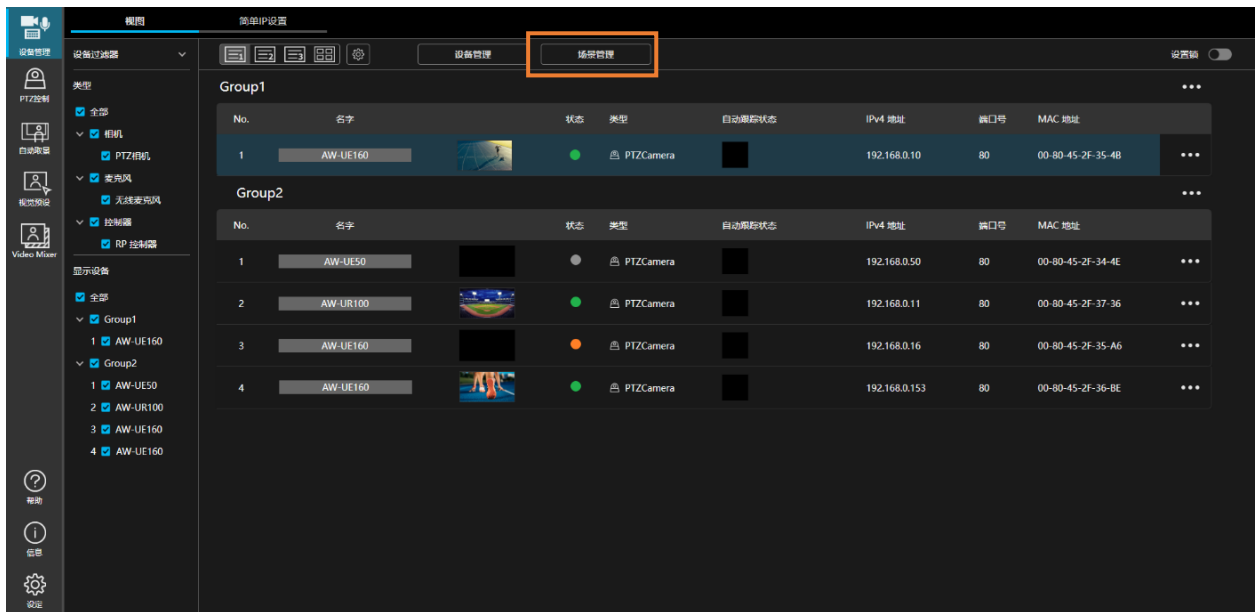 视图
简单IP设置
设备管理
PTZ控制
自动取景
视觉预设
Video Mixer
帮助
信息
设定
设备过滤器
类型
全部
相机
PTZ相机
麦克风
无线麦克风
控制器
RP 控制器
显示设备
全部
Group1
1 AW-UE160
Group2
1 AW-UE50
2 AW-UR100
3 AW-UE160
4 AW-UE160
1 2 3
设备管理
场景管理
设置锁
Group1
No. 名字 状态 类型 自动跟踪状态 IPv4 地址 端口号 MAC 地址
1 AW-UE160 PTZCamera 192.168.0.10 80 00-80-45-2F-35-4B
Group2
No. 名字 状态 类型 自动跟踪状态 IPv4 地址 端口号 MAC 地址
1 AW-UE50 PTZCamera 192.168.0.50 80 00-80-45-2F-34-4E
2 AW-UR100 PTZCamera 192.168.0.11 80 00-80-45-2F-37-36
3 AW-UE160 PTZCamera 192.168.0.16 80 00-80-45-2F-35-A6
4 AW-UE160 PTZCamera 192.168.0.153 80 00-80-45-2F-36-BE